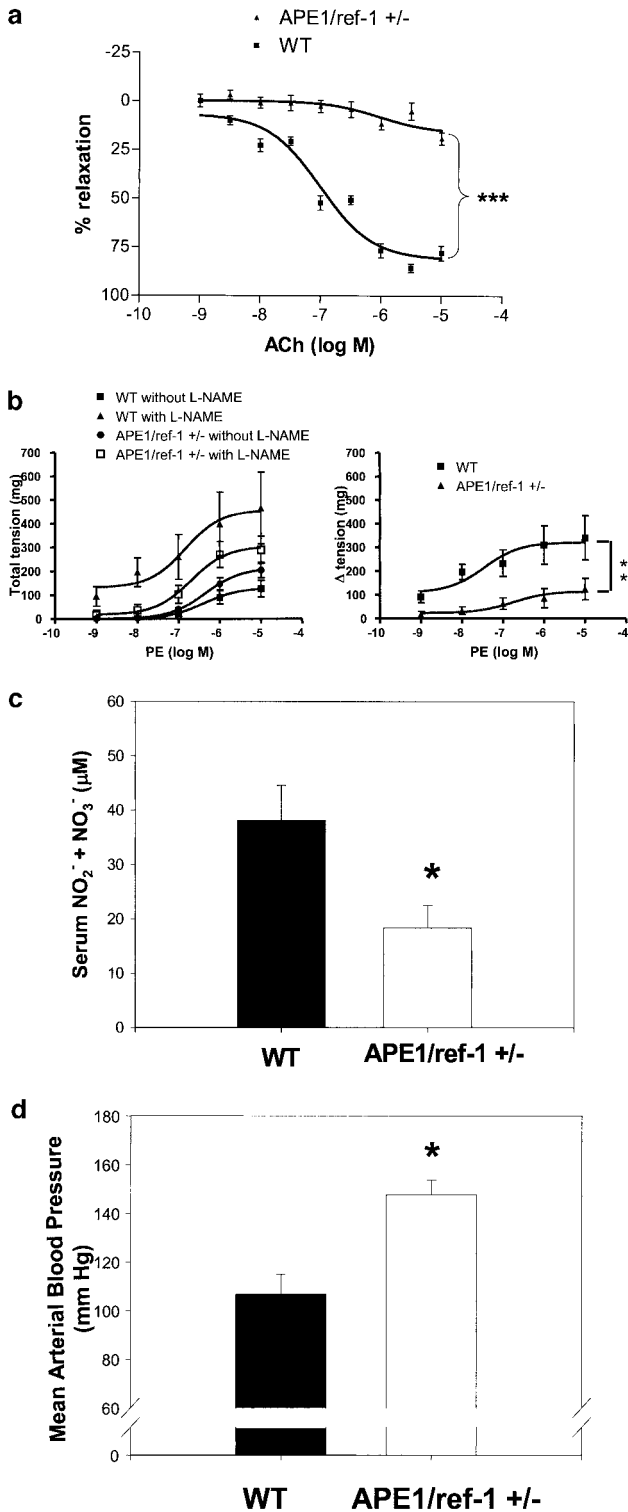 a
APE1/ref-1 +/-
WT
-25
0
25
50
75
100
% relaxation
***
-10 -9 -8 -7 -6 -5 -4
ACh (log M)
b
WT without L-NAME
WT with L-NAME
APE1/ref-1 +/- without L-NAME
APE1/ref-1 +/- with L-NAME
700
600
500
400
300
200
100
0
Total tension (mg)
-10 -9 -8 -7 -6 -5 -4
PE (log M)
WT
APE1/ref-1 +/-
700
600
500
400
300
200
100
0
Δ tension (mg)
**
-10 -9 -8 -7 -6 -5 -4
PE (log M)
c
60
50
40
30
20
10
0
Serum NO₂⁻ + NO₃⁻ (µM)
*
WT APE1/ref-1 +/-
d
180
160
140
120
100
80
60
0
Mean Arterial Blood Pressure
(mm Hg)
*
WT APE1/ref-1 +/-